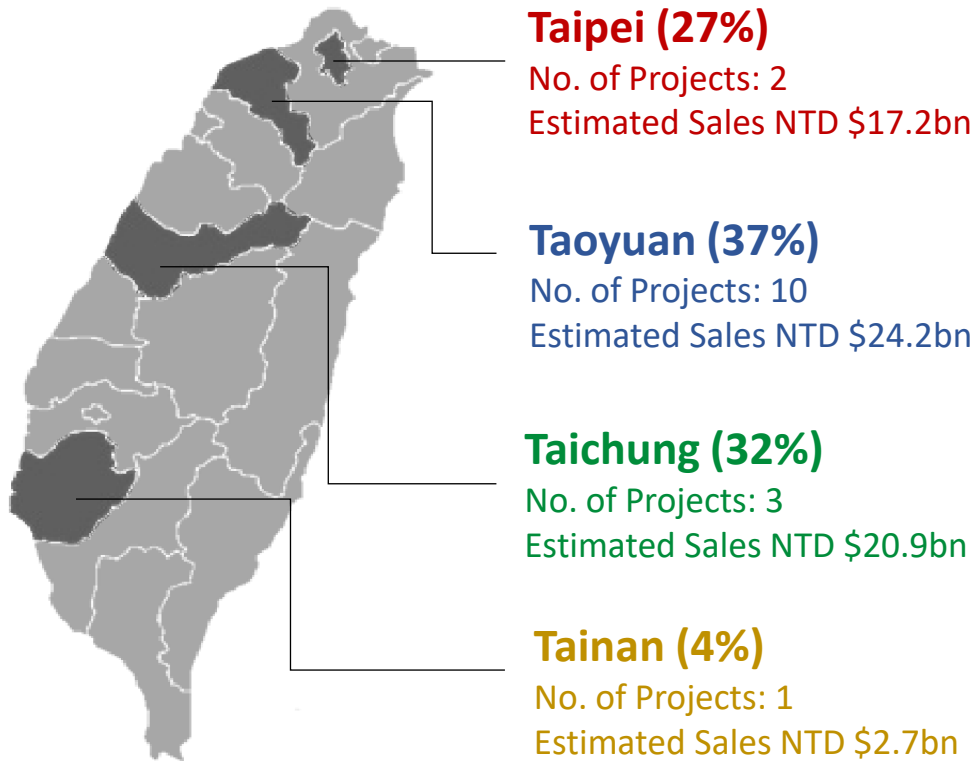 Taipei (27%)
No. of Projects: 2
Estimated Sales NTD $17.2bn
Taoyuan (37%)
No. of Projects: 10
Estimated Sales NTD $24.2bn
Taichung (32%)
No. of Projects: 3
Estimated Sales NTD $20.9bn
Tainan (4%)
No. of Projects: 1
Estimated Sales NTD $2.7bn